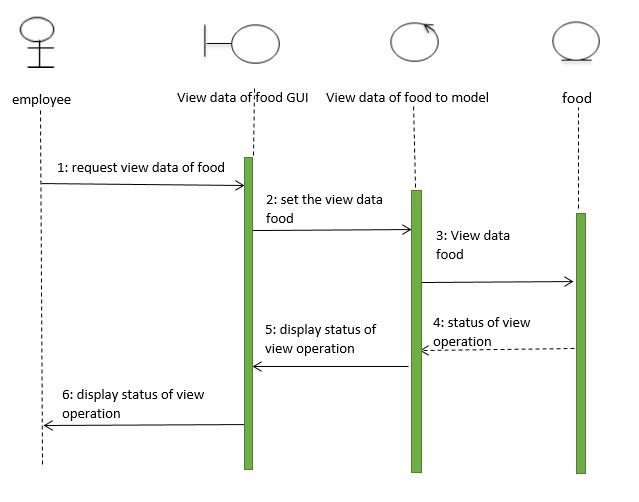 employee
View data of food GUI
View data of food to model
food
1: request view data of food
2: set the view data
food
3: View data
food
4: status of view
operation
5: display status of
view operation
6: display status of view
operation